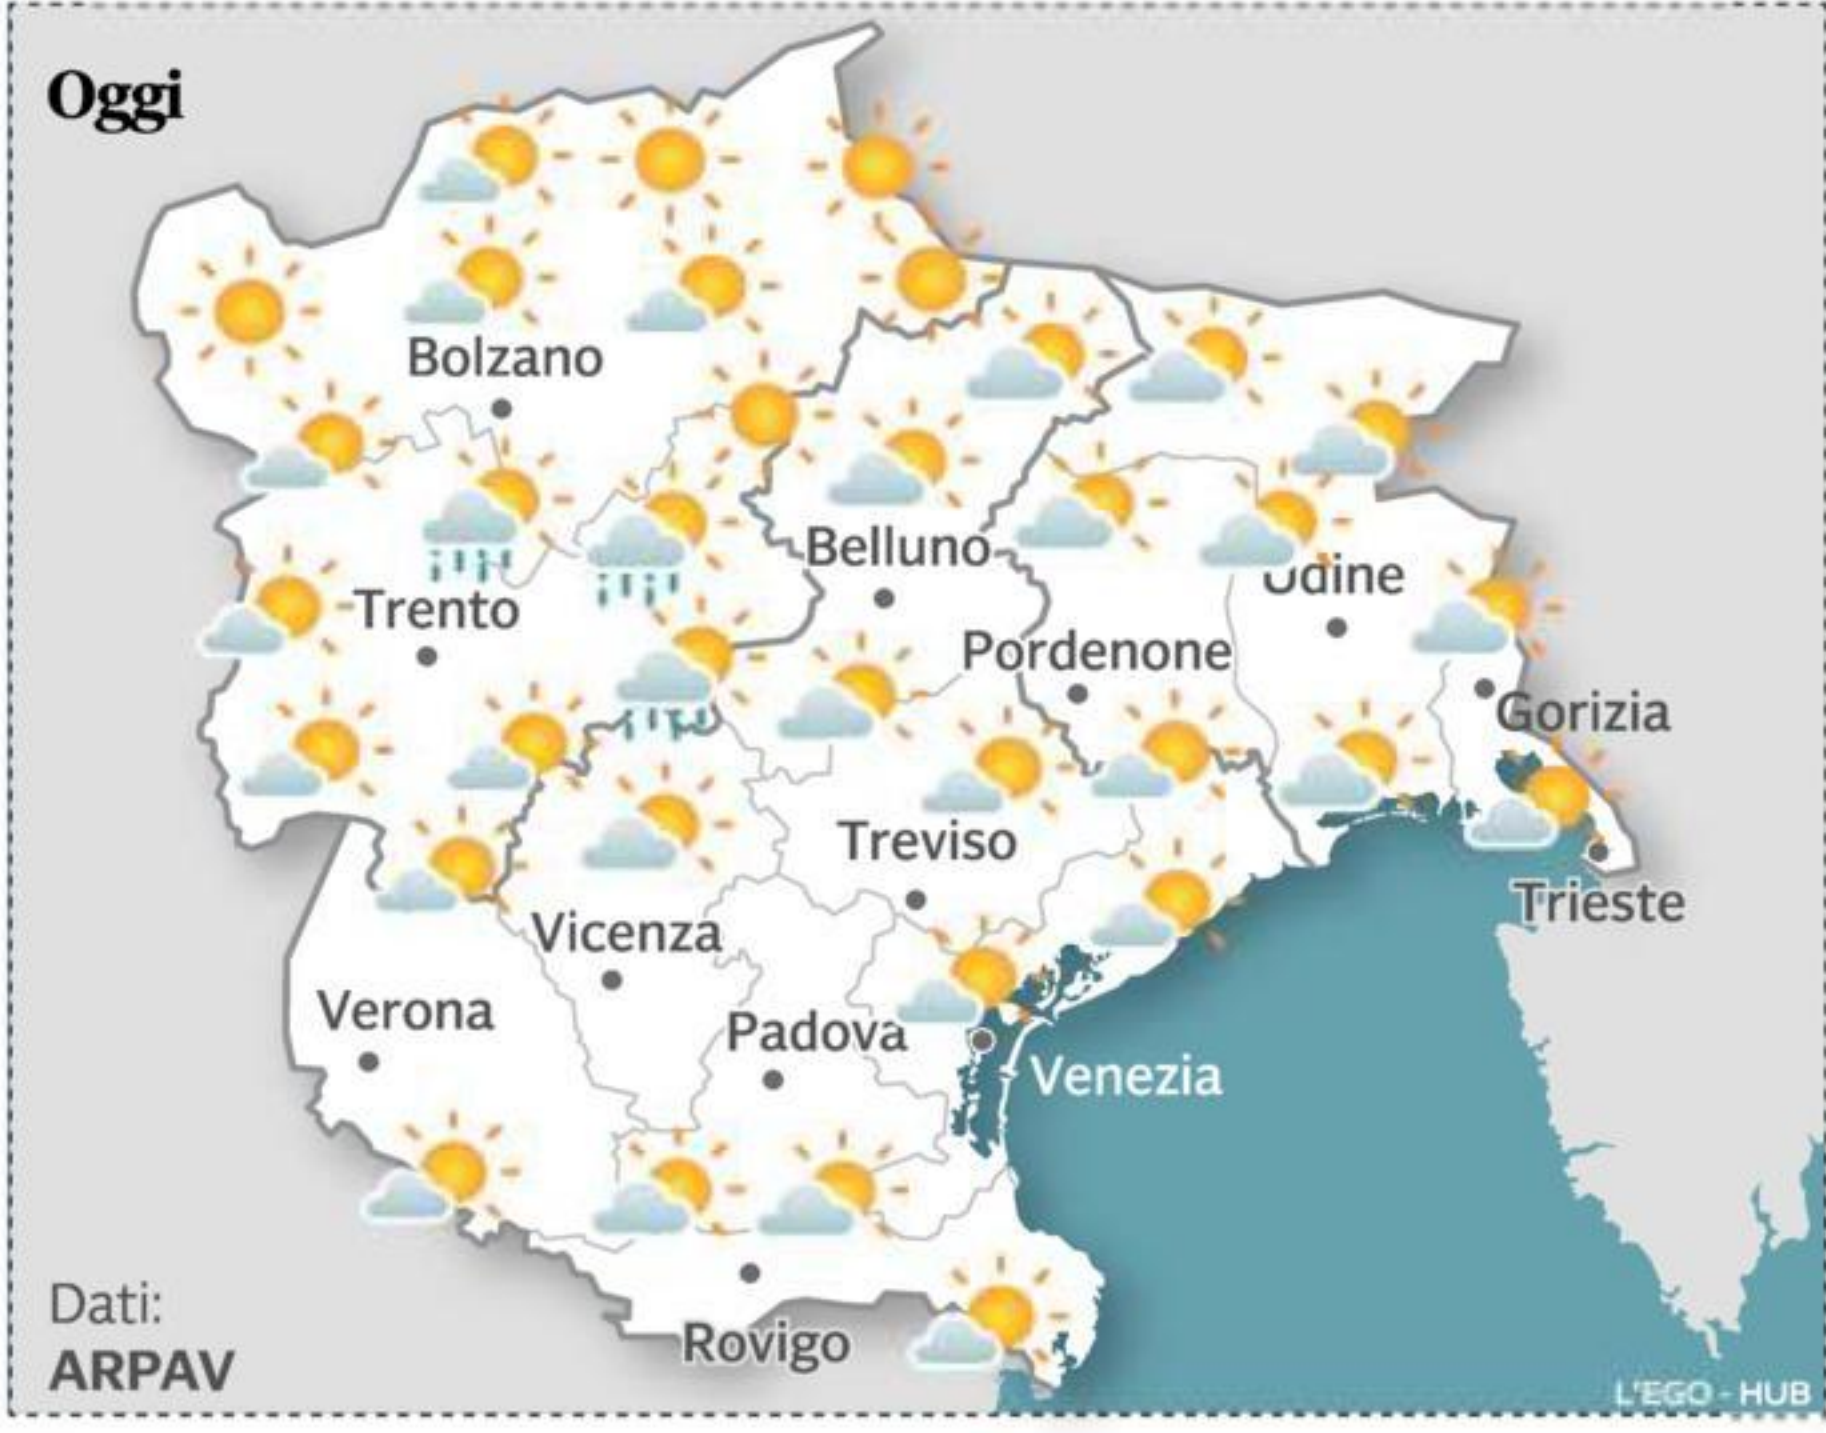 Oggi
Bolzano
Belluno
Udine
Trento
Pordenone
Gorizia
Treviso
Trieste
Vicenza
Verona
Padova
Venezia
Dati:
Rovigo
ARPAV
L'EGO - HUB